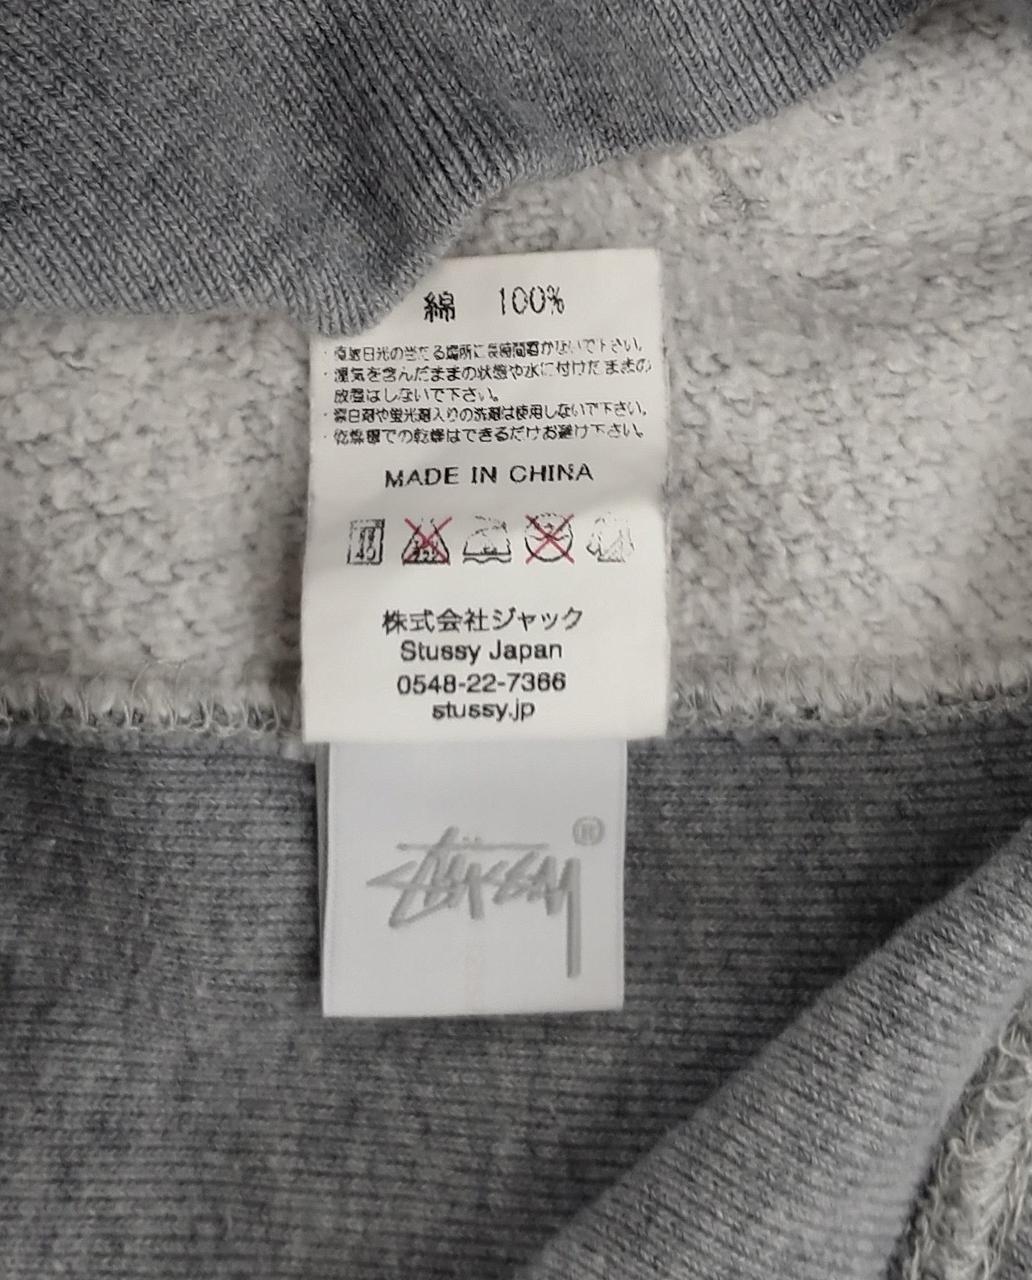 綿 100%
・直接日光の当たる場所に長時間置かないで下さい。
・湿気を含んだままの状態や水に付けたままの
放置はしないで下さい。
・漂白剤や蛍光剤入りの洗剤は使用しないで下さい。
・乾燥機での乾燥はできるだけお避け下さい。
MADE IN CHINA
株式会社ジャック
Stussy Japan
0548-22-7366
stussy.jp
STÜSSY ®